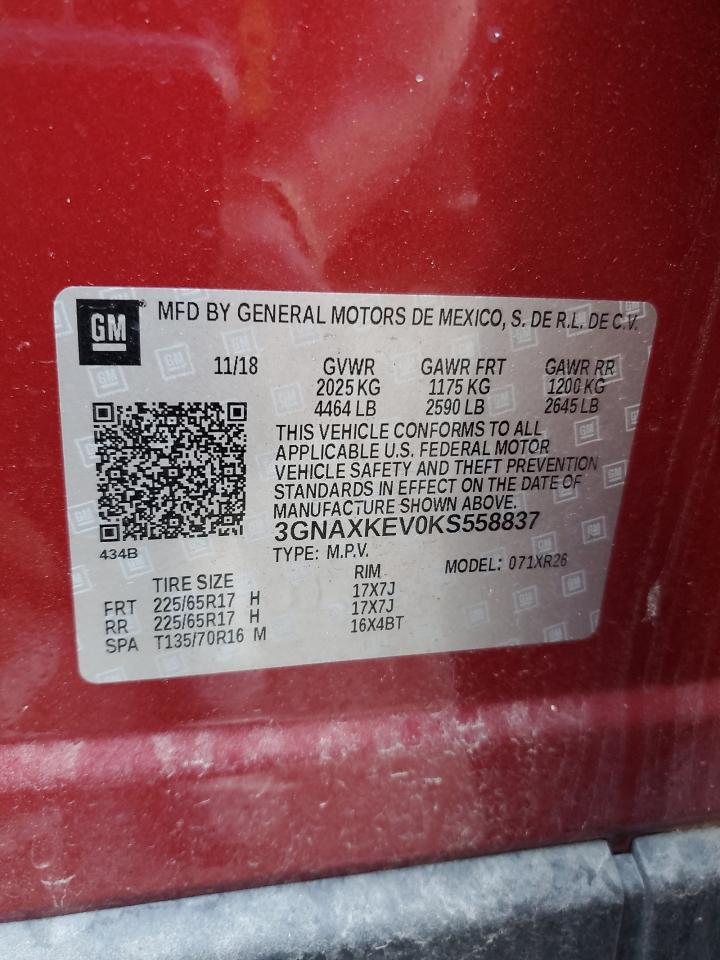 GM MFD BY GENERAL MOTORS DE MEXICO, S. DE R.L. DE C.V.
11/18 GVWR GAWR FRT GAWR RR
2025 KG 1175 KG 1200 KG
4464 LB 2590 LB 2645 LB
THIS VEHICLE CONFORMS TO ALL
APPLICABLE U.S. FEDERAL MOTOR
VEHICLE SAFETY AND THEFT PREVENTION
STANDARDS IN EFFECT ON THE DATE OF
MANUFACTURE SHOWN ABOVE.
3GNAXKEV0KS558837
434B
TYPE: M.P.V. MODEL: 071XR26
TIRE SIZE RIM
FRT 225/65R17 H 17X7J
RR 225/65R17 H 17X7J
SPA T135/70R16 M 16X4BT